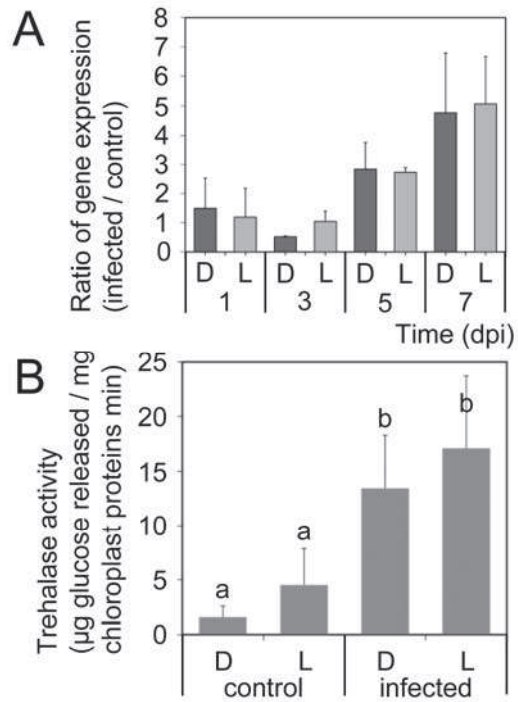 A
Ratio of gene expression
(infected / control)
8
7
6
5
4
3
2
1
0
D L D L D L D L
1 3 5 7
Time (dpi)
B
Trehalase activity
(µg glucose released / mg
chloroplast proteins min)
25
20
15
10
5
0
a a b b
D L D L
control infected